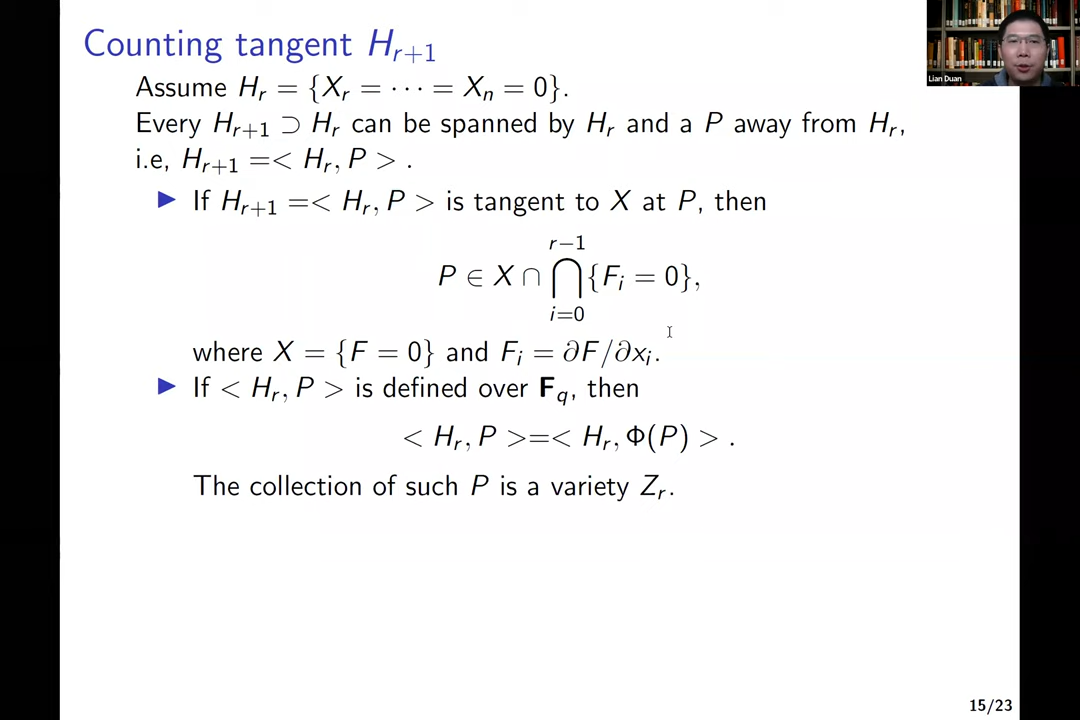 Counting tangent H_{r+1}
Lian Duan
Assume H_r = {X_r = ⋯ = X_n = 0}.
Every H_{r+1} ⊃ H_r can be spanned by H_r and a P away from H_r,
i.e, H_{r+1} =< H_r, P > .
▶ If H_{r+1} =< H_r, P > is tangent to X at P, then
P ∈ X ∩ ⋂_{i=0}^{r−1} {F_i = 0},
where X = {F = 0} and F_i = ∂F/∂x_i.
▶ If < H_r, P > is defined over F_q, then
< H_r, P >=< H_r, Φ(P) > .
The collection of such P is a variety Z_r.
15/23